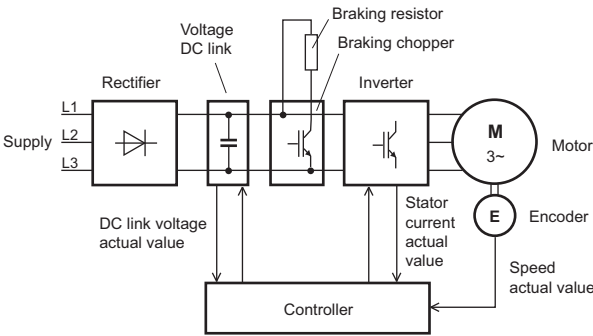 Braking resistor
Voltage
DC link
Braking chopper
Rectifier
Inverter
L1
Supply
L2
L3
M
3~
Motor
E
Encoder
DC link voltage
actual value
Stator
current
actual
value
Speed
actual value
Controller